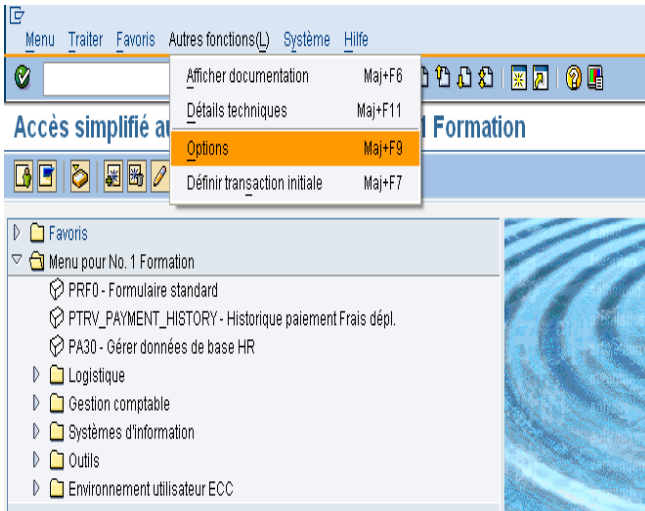 Menu Traiter Favoris Autres fonctions(L) Système Hilfe
Afficher documentation Maj+F6
Détails techniques Maj+F11
Accès simplifié au 1 Formation
Options Maj+F9
Définir transaction initiale Maj+F7
Favoris
Menu pour No. 1 Formation
PRF0 - Formulaire standard
PTRV_PAYMENT_HISTORY - Historique paiement Frais dépl.
PA30 - Gérer données de base HR
Logistique
Gestion comptable
Systèmes d'information
Outils
Environnement utilisateur ECC